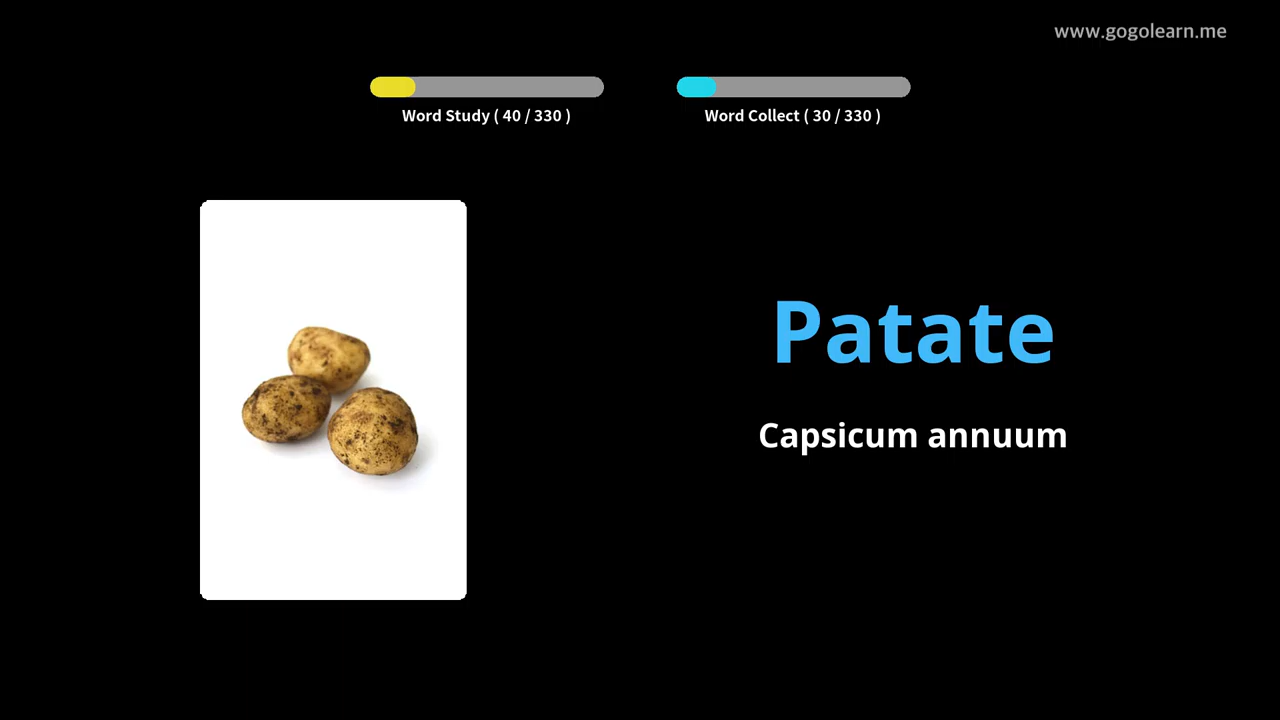 www.gogolearn.me
Word Study ( 40 / 330 )
Word Collect ( 30 / 330 )
Patate
Capsicum annuum